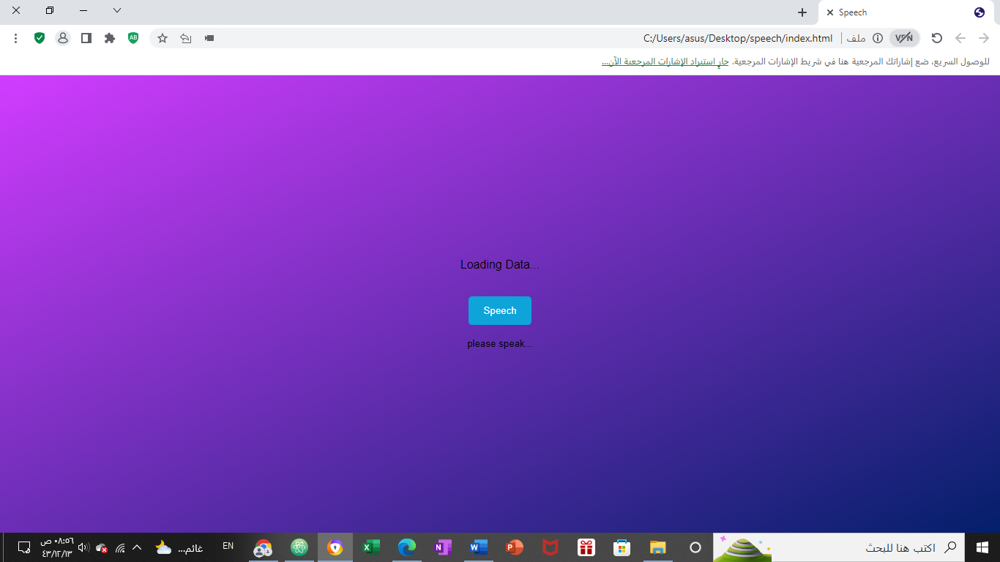 Speech
VPN
ملف
C:/Users/asus/Desktop/speech/index.html
AB
للوصول السريع، ضع إشاراتك المرجعية هنا في شريط الإشارات المرجعية. جارٍ استيراد الإشارات المرجعية الآن...
Loading Data...
Speech
please speak...
اكتب هنا للبحث
EN
غائم...
٠٨:٥٦ ص
٤٣/١٢/١٣